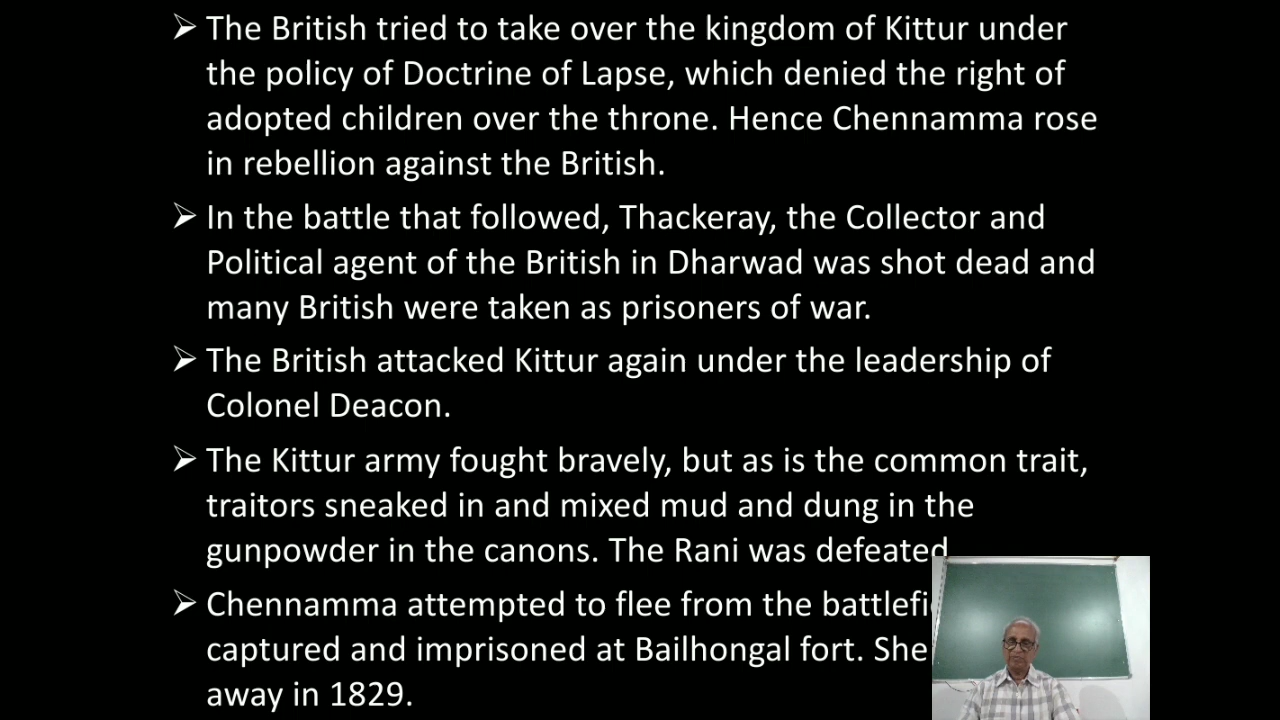 ➢ The British tried to take over the kingdom of Kittur under
the policy of Doctrine of Lapse, which denied the right of
adopted children over the throne. Hence Chennamma rose
in rebellion against the British.
➢ In the battle that followed, Thackeray, the Collector and
Political agent of the British in Dharwad was shot dead and
many British were taken as prisoners of war.
➢ The British attacked Kittur again under the leadership of
Colonel Deacon.
➢ The Kittur army fought bravely, but as is the common trait,
traitors sneaked in and mixed mud and dung in the
gunpowder in the canons. The Rani was defeated
➢ Chennamma attempted to flee from the
captured and imprisoned at Bailhongal fort. She
away in 1829.